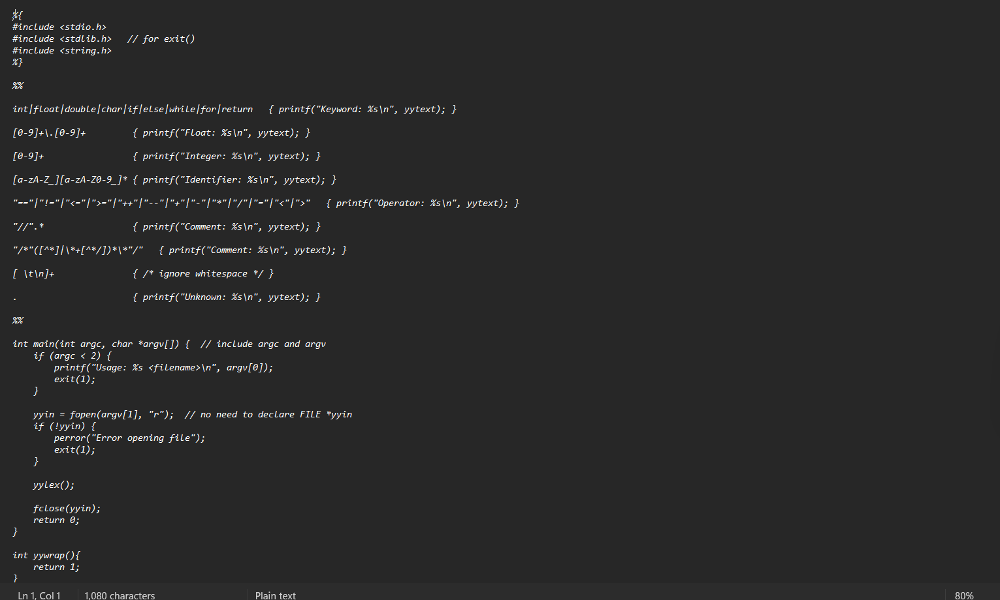 %{
#include <stdio.h>
#include <stdlib.h>   // for exit()
#include <string.h>
%}

%%

int|float|double|char|if|else|while|for|return   { printf("Keyword: %s\n", yytext); }

[0-9]+\.[0-9]+         { printf("Float: %s\n", yytext); }

[0-9]+                 { printf("Integer: %s\n", yytext); }

[a-zA-Z_][a-zA-Z0-9_]* { printf("Identifier: %s\n", yytext); }

"=="|"!="|"<="|">="|"++"|"--"|"+"|"-"|"*"|"/"|"="|"<"|">"   { printf("Operator: %s\n", yytext); }

"//".*                 { printf("Comment: %s\n", yytext); }

"/*"([^*]|\*+[^*/])*\*"/"   { printf("Comment: %s\n", yytext); }

[ \t\n]+               { /* ignore whitespace */ }

.                      { printf("Unknown: %s\n", yytext); }

%%

int main(int argc, char *argv[]) {  // include argc and argv
    if (argc < 2) {
        printf("Usage: %s <filename>\n", argv[0]);
        exit(1);
    }

    yyin = fopen(argv[1], "r");  // no need to declare FILE *yyin
    if (!yyin) {
        perror("Error opening file");
        exit(1);
    }

    yylex();

    fclose(yyin);
    return 0;
}

int yywrap(){
    return 1;
}
Ln 1, Col 1   1,080 characters   Plain text   80%